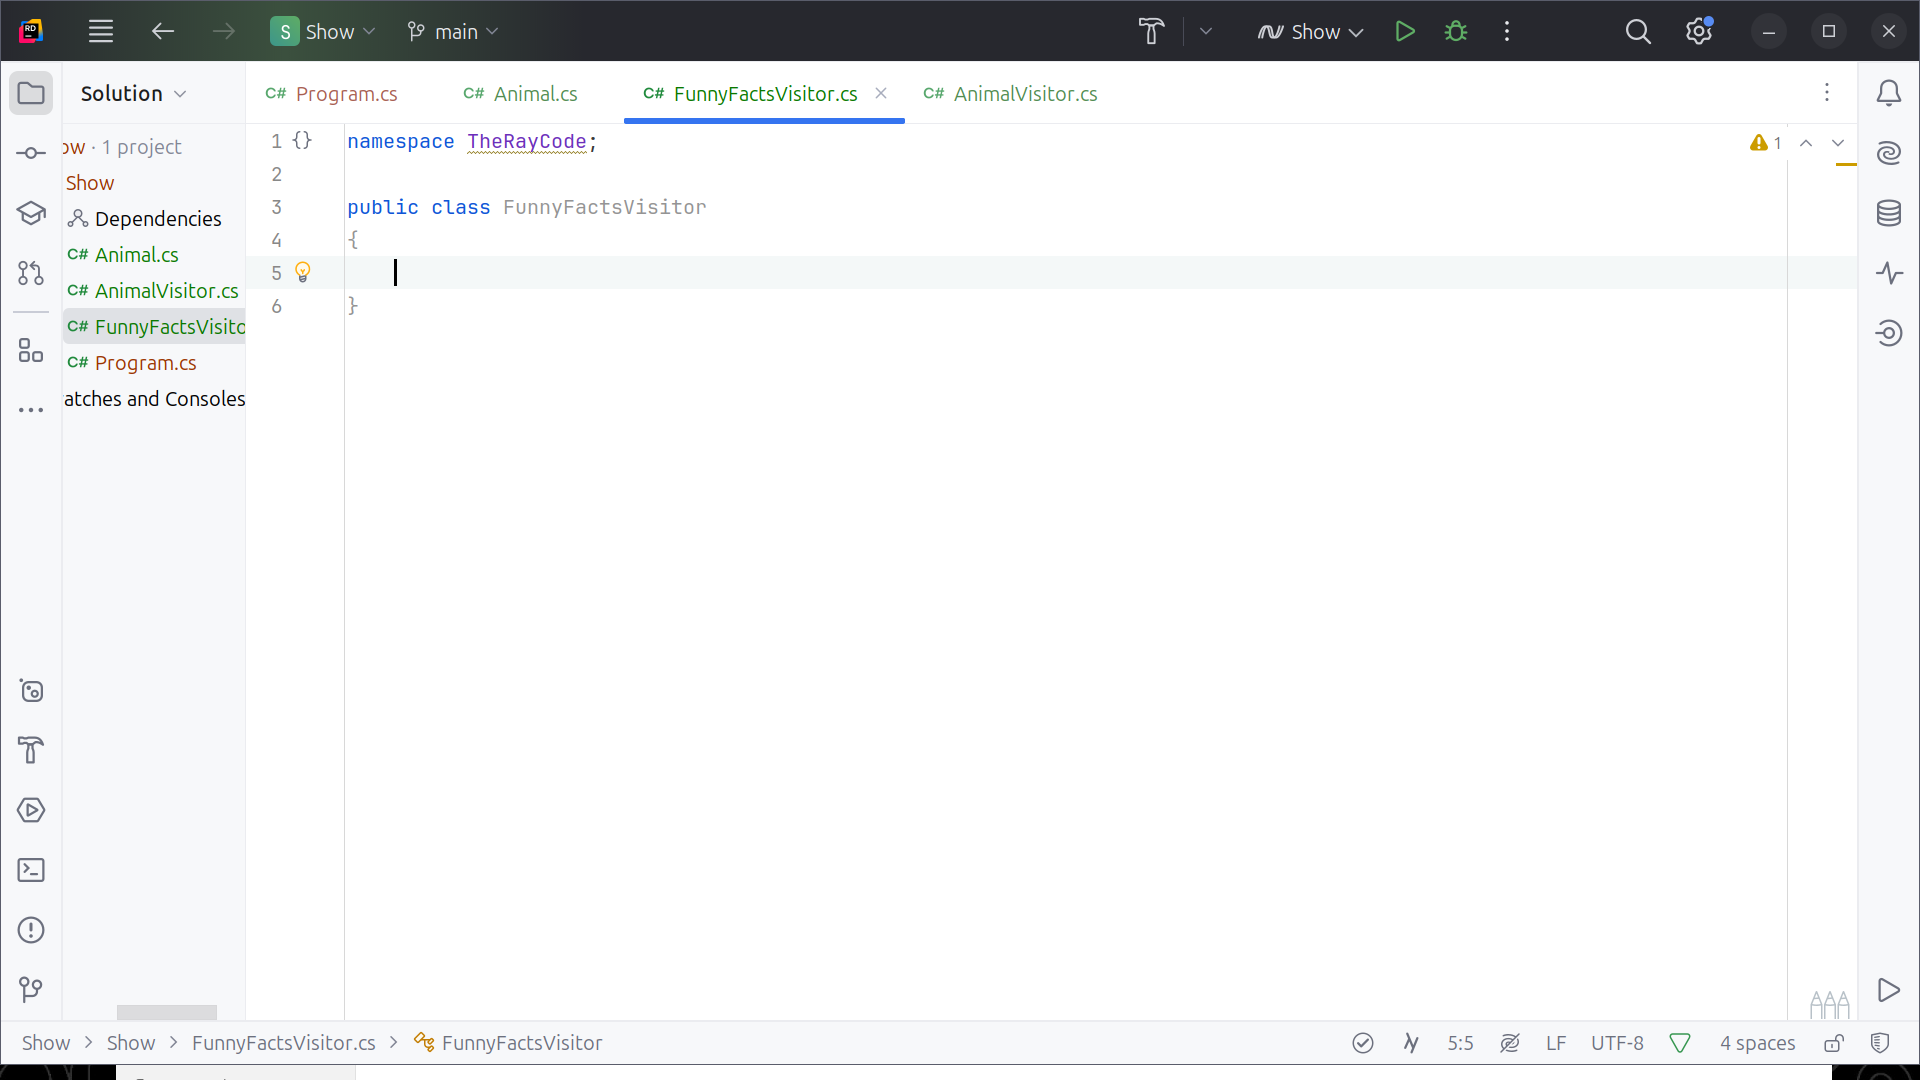 RD
S Show
main
Show
Solution
C# Program.cs
C# Animal.cs
C# FunnyFactsVisitor.cs
C# AnimalVisitor.cs
ow · 1 project
Show
Dependencies
C# Animal.cs
C# AnimalVisitor.cs
C# FunnyFactsVisito
C# Program.cs
atches and Consoles
1 {} namespace TheRayCode;
2
3 public class FunnyFactsVisitor
4 {
5
6 }
1
Show > Show > FunnyFactsVisitor.cs > FunnyFactsVisitor
5:5 LF UTF-8 4 spaces